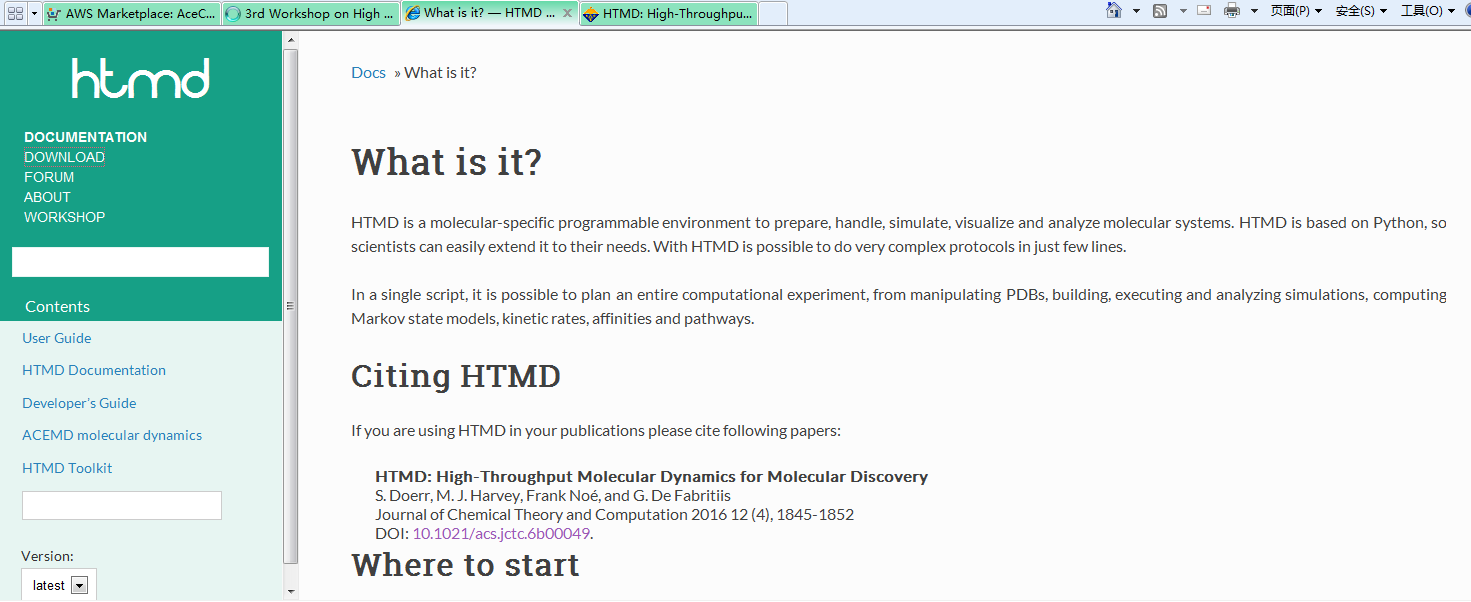 AWS Marketplace: AceC...
3rd Workshop on High ...
What is it? — HTMD ...
HTMD: High-Throughpu...
页面(P)
安全(S)
工具(O)
htmd
DOCUMENTATION
DOWNLOAD
FORUM
ABOUT
WORKSHOP
Contents
User Guide
HTMD Documentation
Developer's Guide
ACEMD molecular dynamics
HTMD Toolkit
Version:
latest
Docs » What is it?
What is it?
HTMD is a molecular-specific programmable environment to prepare, handle, simulate, visualize and analyze molecular systems. HTMD is based on Python, so
scientists can easily extend it to their needs. With HTMD is possible to do very complex protocols in just few lines.
In a single script, it is possible to plan an entire computational experiment, from manipulating PDBs, building, executing and analyzing simulations, computing
Markov state models, kinetic rates, affinities and pathways.
Citing HTMD
If you are using HTMD in your publications please cite following papers:
HTMD: High-Throughput Molecular Dynamics for Molecular Discovery
S. Doerr, M. J. Harvey, Frank Noé, and G. De Fabritiis
Journal of Chemical Theory and Computation 2016 12 (4), 1845-1852
DOI: 10.1021/acs.jctc.6b00049.
Where to start